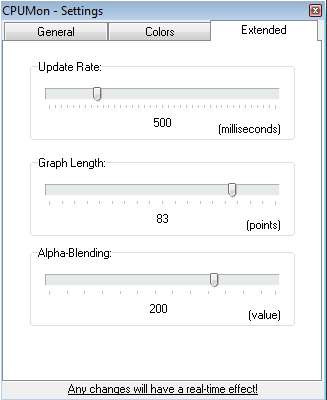 CPUMon - Settings
General Colors Extended
Update Rate:
500
(milliseconds)
Graph Length:
83
(points)
Alpha-Blending:
200
(value)
Any changes will have a real-time effect!